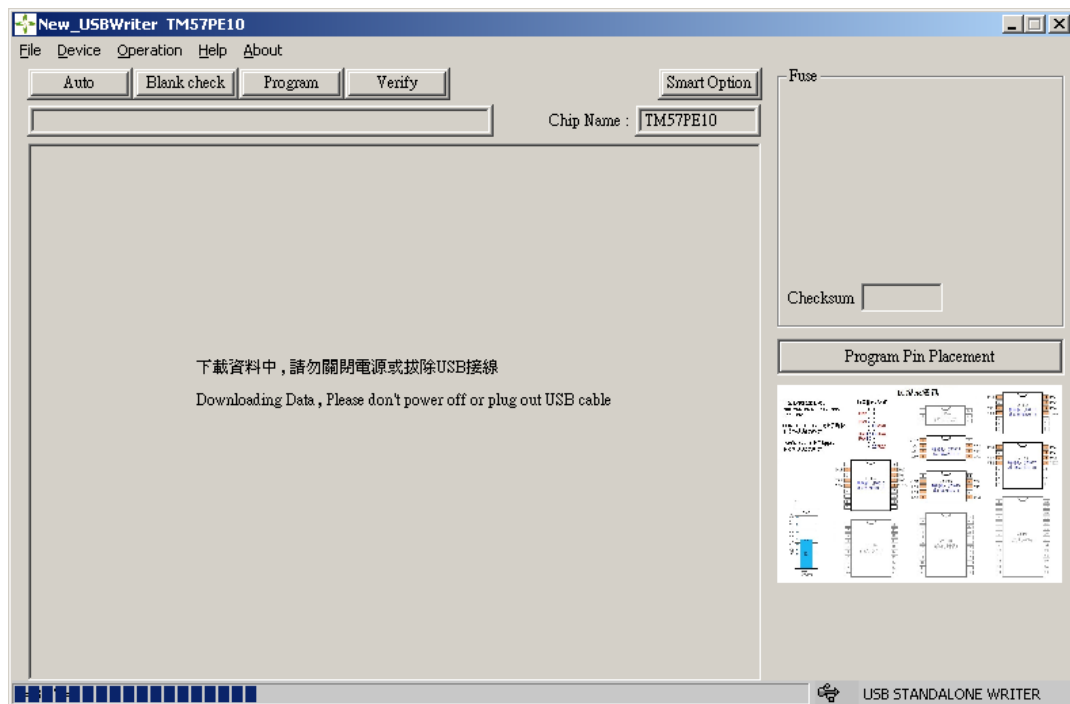 New_USBWriter TM57PE10
File Device Operation Help About
Auto Blank check Program Verify Smart Option
Chip Name : TM57PE10
Fuse
Checksum
Program Pin Placement
下載資料中 , 請勿關閉電源或拔除USB接線
Downloading Data , Please don't power off or plug out USB cable
USB STANDALONE WRITER